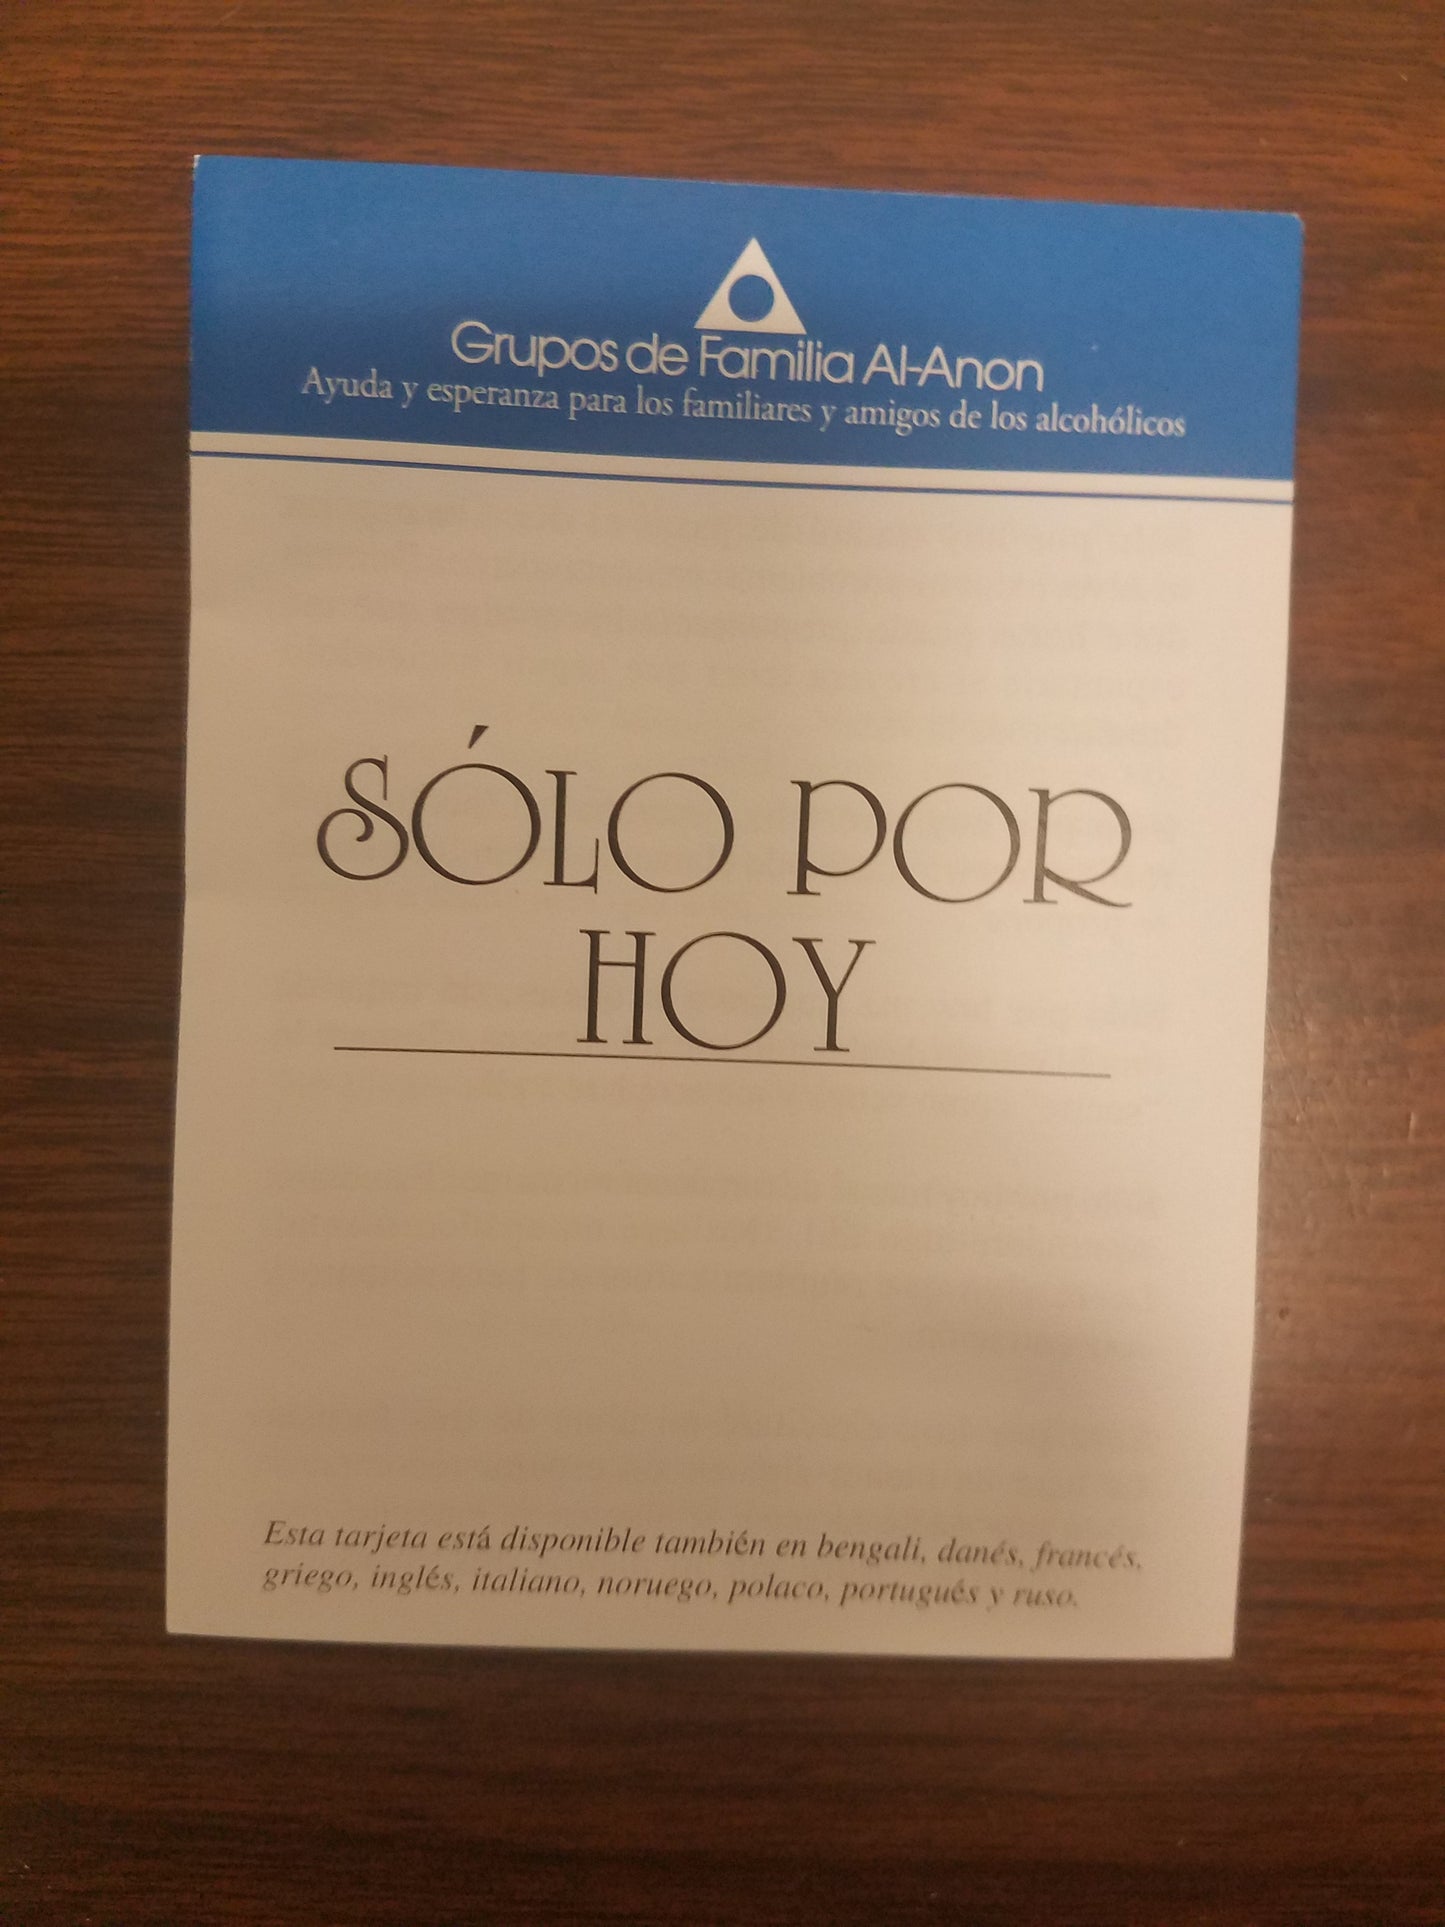 Grupos de Familia Al-Anon
Ayuda y esperanza para los familiares y amigos de los alcohólicos
SÓLO POR
HOY
Esta tarjeta está disponible también en bengali, danés, francés,
griego, inglés, italiano, noruego, polaco, portugués y ruso.